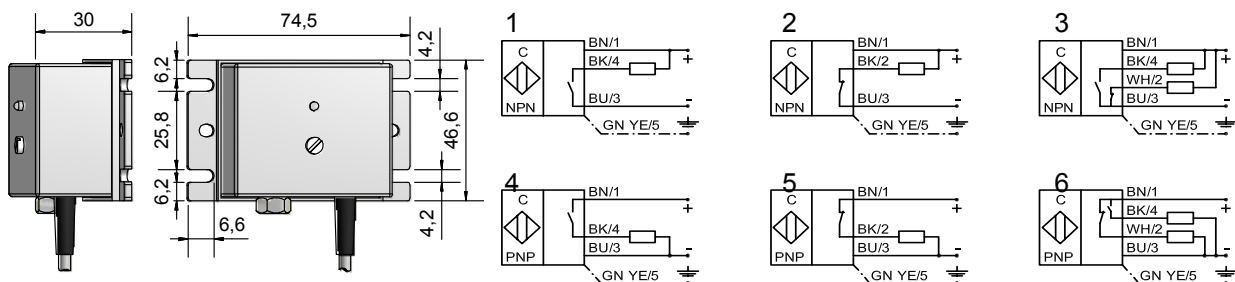 30
74,5
4,2
6,2
25,8
6,2
6,6
46,6
4,2
1
C
NPN
BN/1
BK/4
BU/3
GN YE/5
+
-
2
C
NPN
BN/1
BK/2
BU/3
GN YE/5
+
-
3
C
NPN
BN/1
BK/4
WH/2
BU/3
GN YE/5
+
-
4
C
PNP
BN/1
BK/4
BU/3
GN YE/5
+
-
5
C
PNP
BN/1
BK/2
BU/3
GN YE/5
+
-
6
C
PNP
BN/1
BK/4
WH/2
BU/3
GN YE/5
+
-